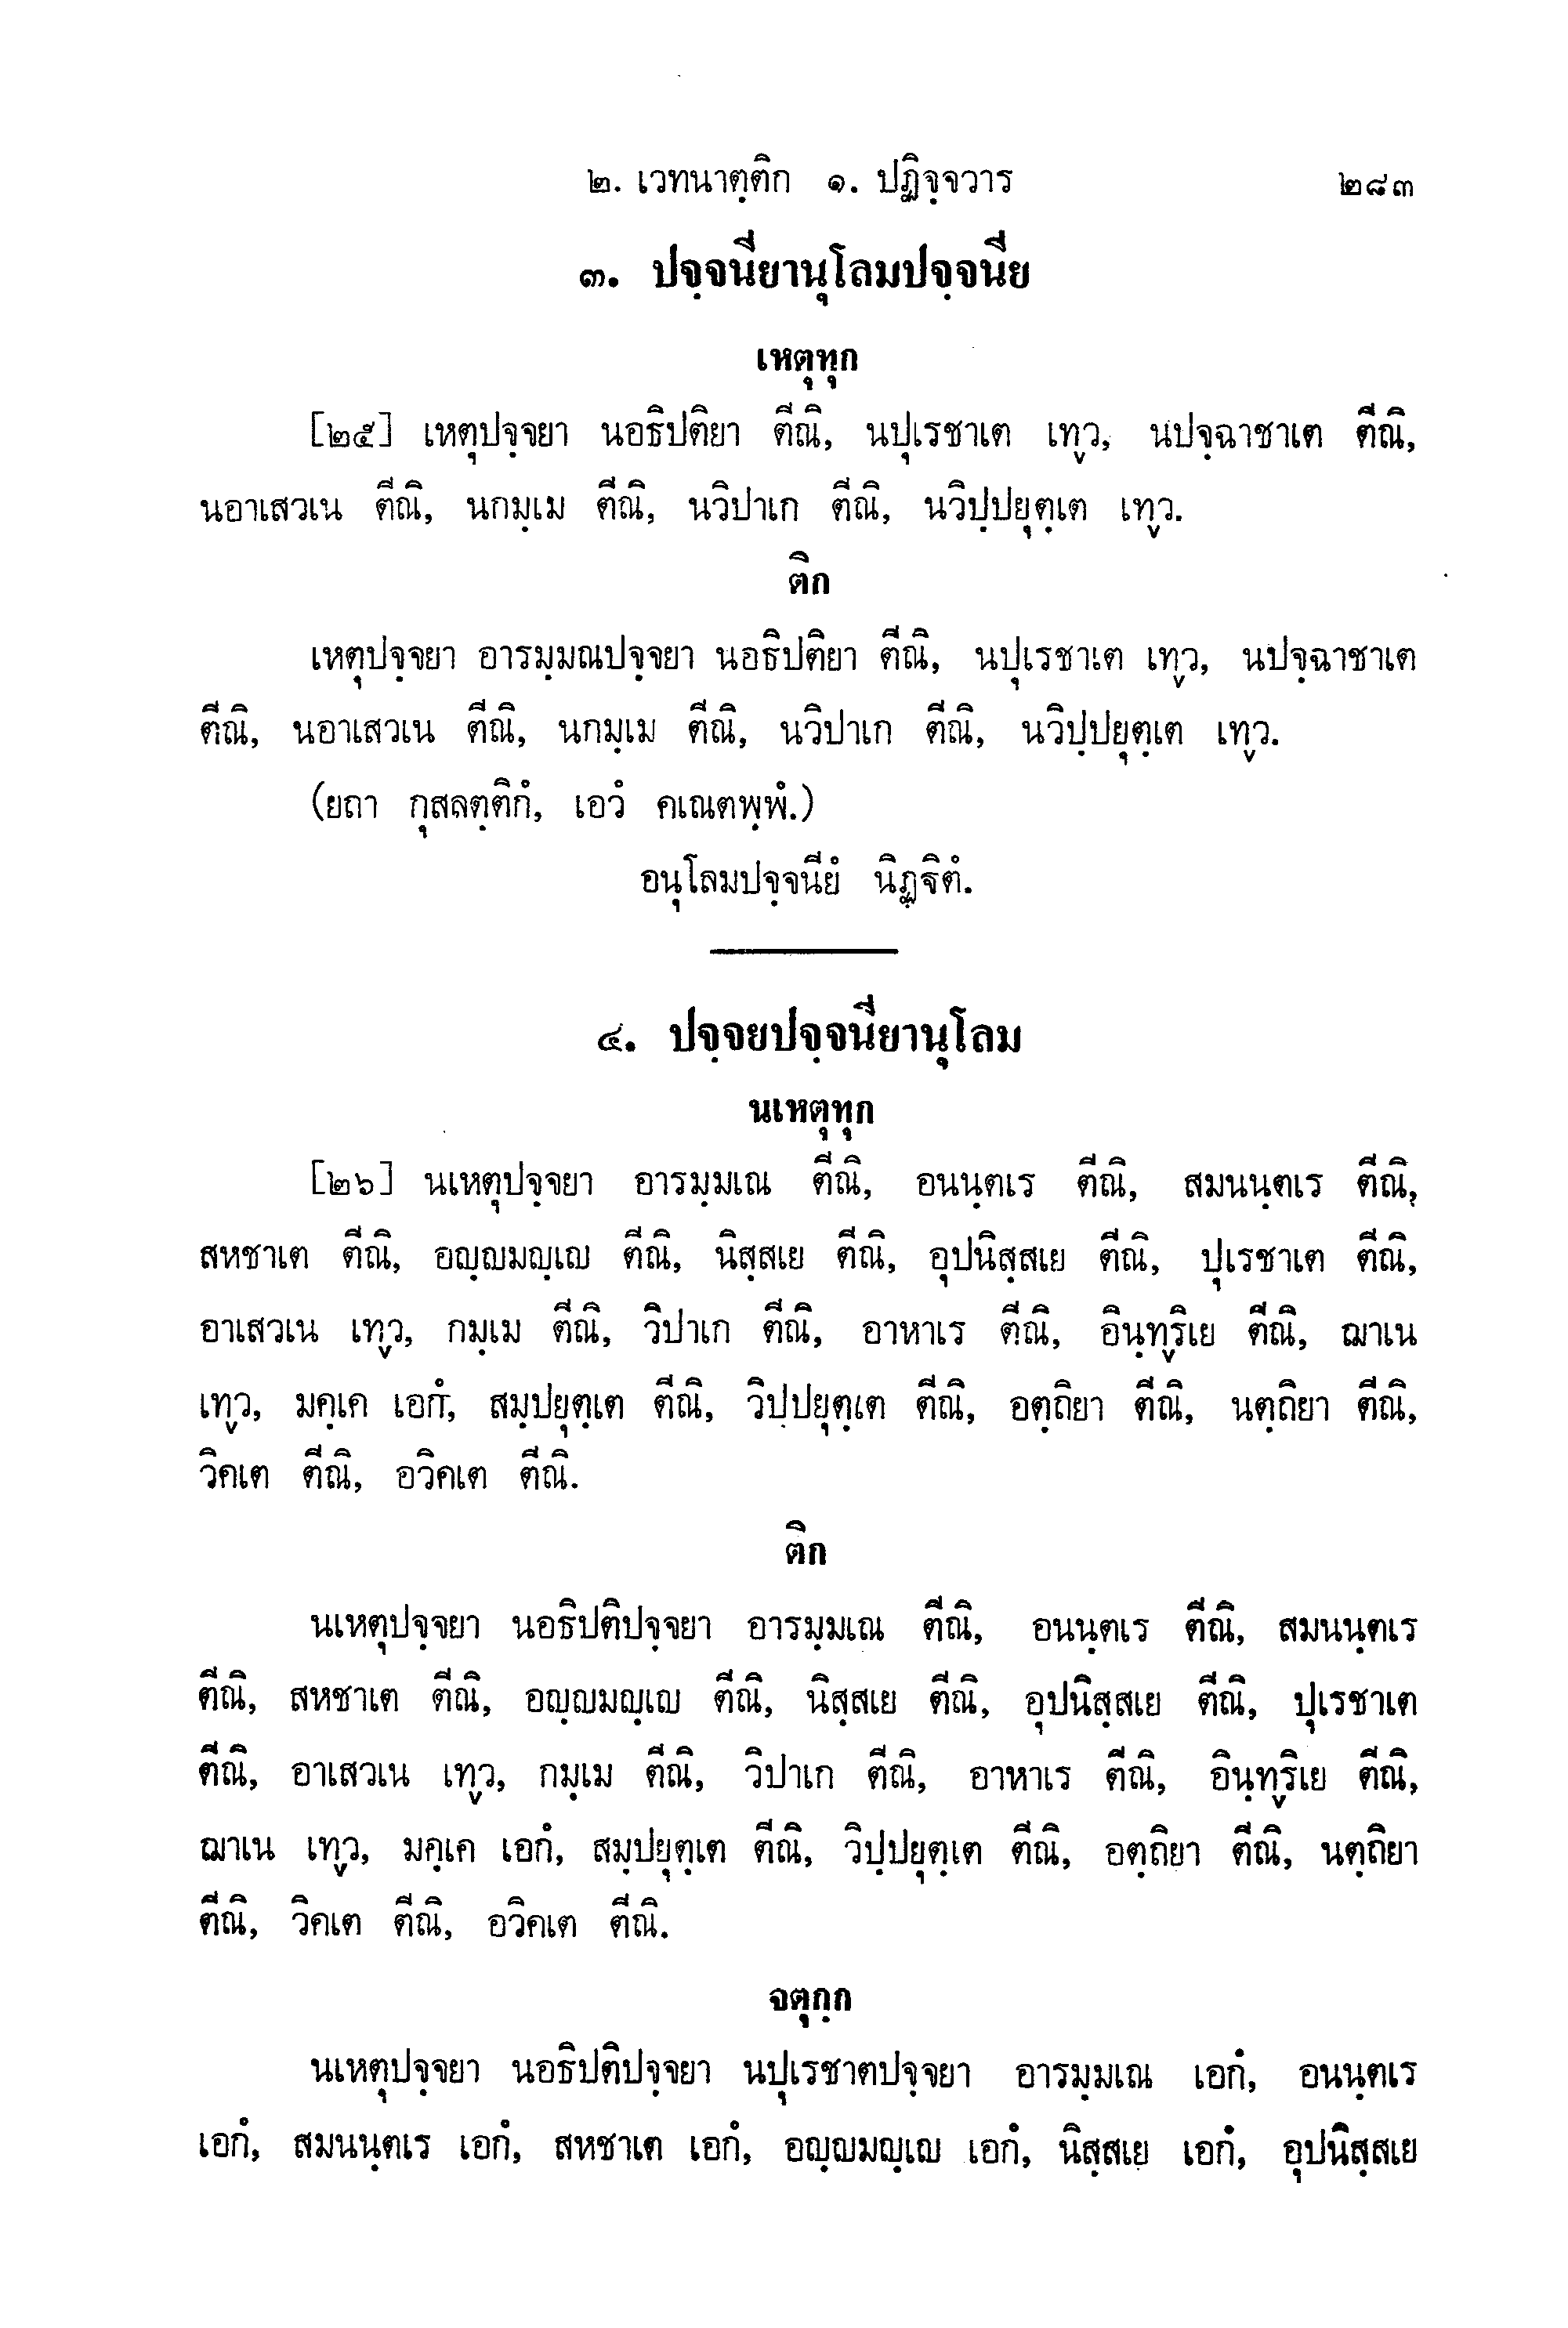 ๒. เวทนาตฺติก ๑. ปฏิจฺจวาร ๒๘๓
๓. ปจฺจนียานุโลมปจฺจนีย
เหตุทุก
[๒๕] เหตุปจฺจยา นอธิปติยา ตีณิ, นปุเรชาเต เทฺว, นปจฺฉาชาเต ตีณิ,
นอาเสวเน ตีณิ, นกมฺเม ตีณิ, นวิปาเก ตีณิ, นวิปฺปยุตฺเต เทฺว.
ติก
เหตุปจฺจยา อารมฺมณปจฺจยา นอธิปติยา ตีณิ, นปุเรชาเต เทฺว, นปจฺฉาชาเต
ตีณิ, นอาเสวเน ตีณิ, นกมฺเม ตีณิ, นวิปาเก ตีณิ, นวิปฺปยุตฺเต เทฺว.
(ยถา กุสลตฺติกํ, เอวํ คเณตพฺพํ.)
อนุโลมปจฺจนียํ นิฏฺฐิตํ.
๔. ปจฺจยปจฺจนียานุโลม
นเหตุทุก
[๒๖] นเหตุปจฺจยา อารมฺมเณ ตีณิ, อนนฺตเร ตีณิ, สมนนฺตเร ตีณิ,
สหชาเต ตีณิ, อญฺญมญฺเญ ตีณิ, นิสฺสเย ตีณิ, อุปนิสฺสเย ตีณิ, ปุเรชาเต ตีณิ,
อาเสวเน เทฺว, กมฺเม ตีณิ, วิปาเก ตีณิ, อาหาเร ตีณิ, อินฺทฺริเย ตีณิ, ฌาเน
เทฺว, มคฺเค เอกํ, สมฺปยุตฺเต ตีณิ, วิปฺปยุตฺเต ตีณิ, อตฺถิยา ตีณิ, นตฺถิยา ตีณิ,
วิคเต ตีณิ, อวิคเต ตีณิ.
ติก
นเหตุปจฺจยา นอธิปติปจฺจยา อารมฺมเณ ตีณิ, อนนฺตเร ตีณิ, สมนนฺตเร
ตีณิ, สหชาเต ตีณิ, อญฺญมญฺเญ ตีณิ, นิสฺสเย ตีณิ, อุปนิสฺสเย ตีณิ, ปุเรชาเต
ตีณิ, อาเสวเน เทฺว, กมฺเม ตีณิ, วิปาเก ตีณิ, อาหาเร ตีณิ, อินฺทฺริเย ตีณิ,
ฌาเน เทฺว, มคฺเค เอกํ, สมฺปยุตฺเต ตีณิ, วิปฺปยุตฺเต ตีณิ, อตฺถิยา ตีณิ, นตฺถิยา
ตีณิ, วิคเต ตีณิ, อวิคเต ตีณิ.
จตุกฺก
นเหตุปจฺจยา นอธิปติปจฺจยา นปุเรชาตปจฺจยา อารมฺมเณ เอกํ, อนนฺตเร
เอกํ, สมนนฺตเร เอกํ, สหชาเต เอกํ, อญฺญมญฺเญ เอกํ, นิสฺสเย เอกํ, อุปนิสฺสเย